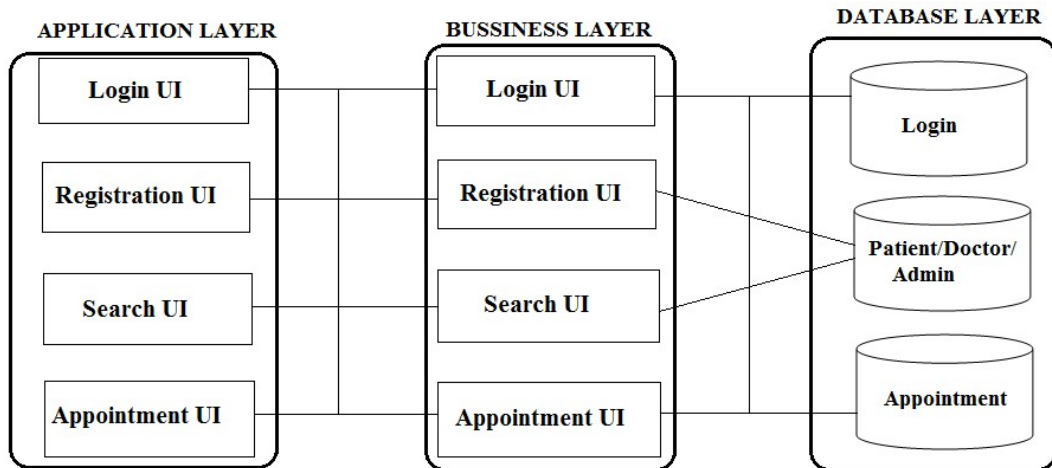 APPLICATION LAYER
BUSSINESS LAYER
DATABASE LAYER
Login UI
Registration UI
Search UI
Appointment UI
Login UI
Registration UI
Search UI
Appointment UI
Login
Patient/Doctor/
Admin
Appointment